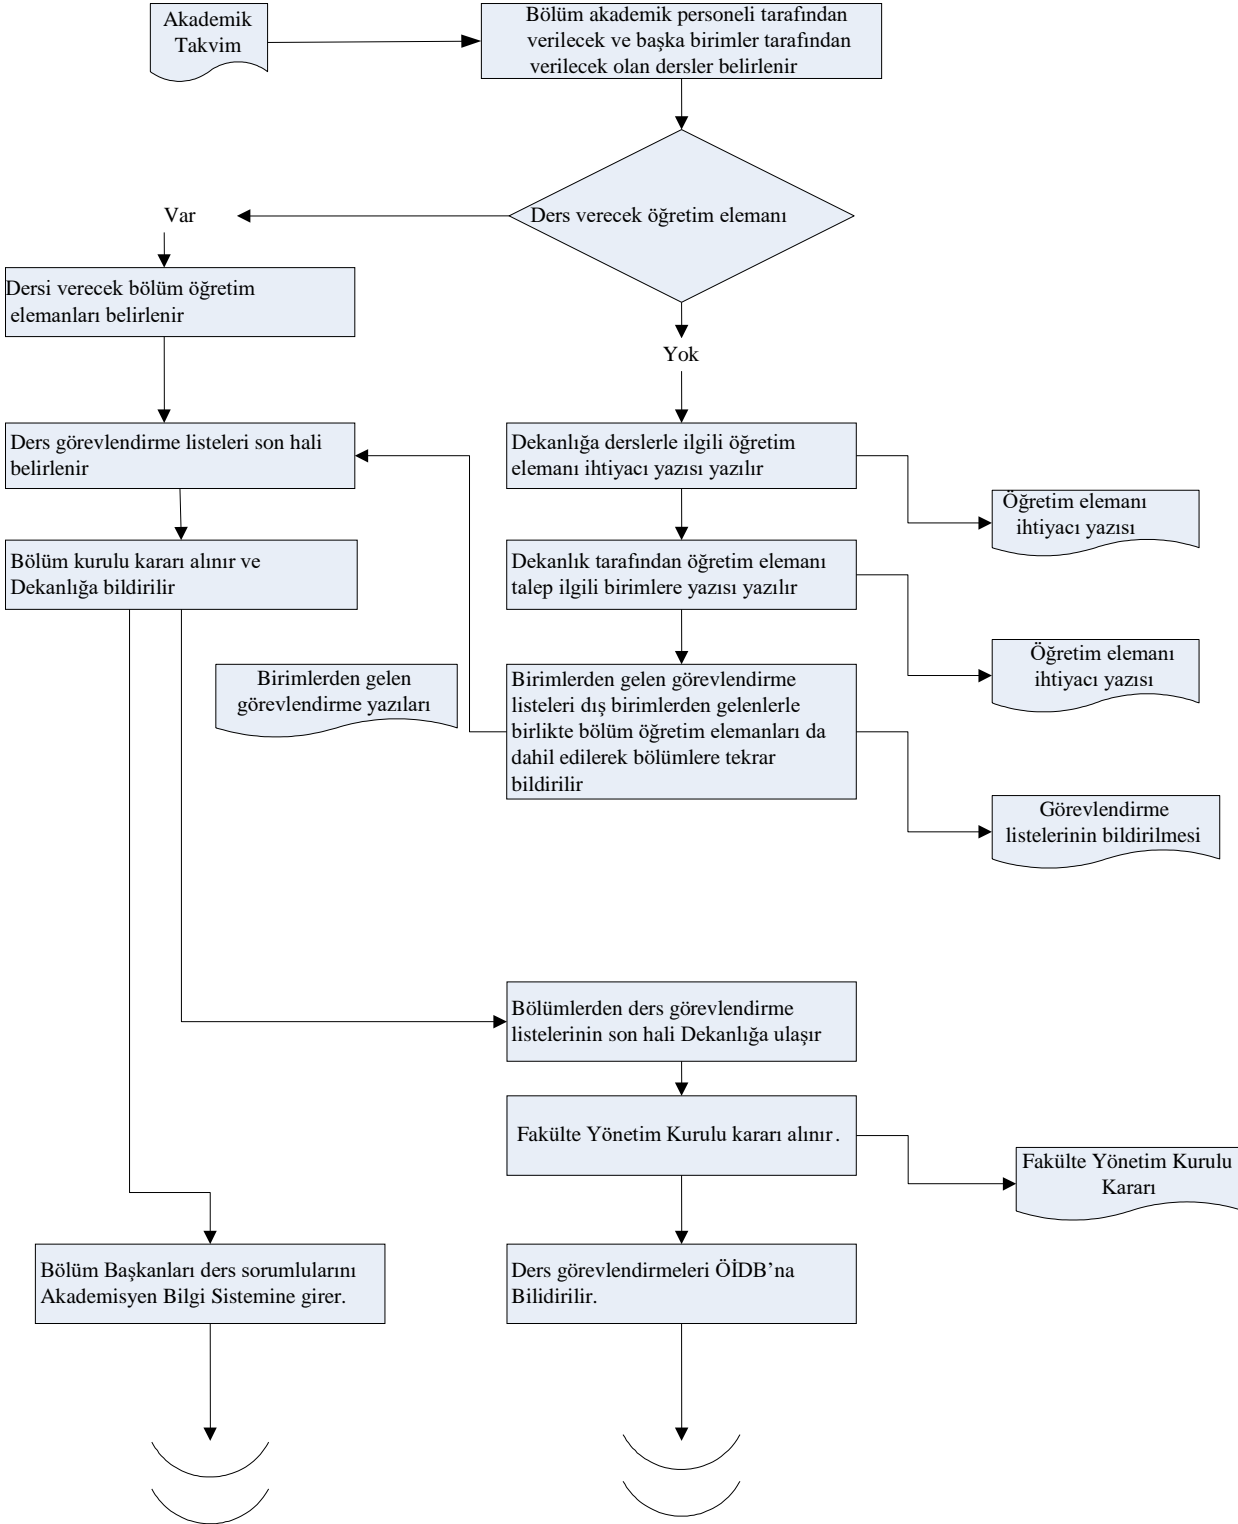 Akademik
Takvim
Bölüm akademik personeli tarafından
verilecek ve başka birimler tarafından
verilecek olan dersler belirlenir
Ders verecek öğretim elemanı
Var
Dersi verecek bölüm öğretim
elemanları belirlenir
Yok
Ders görevlendirme listeleri son hali
belirlenir
Dekanlığa derslerle ilgili öğretim
elemanı ihtiyacı yazısı yazılır
Öğretim elemanı
ihtiyacı yazısı
Bölüm kurulu kararı alınır ve
Dekanlığa bildirilir
Dekanlık tarafından öğretim elemanı
talep ilgili birimlere yazısı yazılır
Öğretim elemanı
ihtiyacı yazısı
Birimlerden gelen
görevlendirme yazıları
Birimlerden gelen görevlendirme
listeleri dış birimlerden gelenlerle
birlikte bölüm öğretim elemanları da
dahil edilerek bölümlere tekrar
bildirilir
Görevlendirme
listelerinin bildirilmesi
Bölümlerden ders görevlendirme
listelerinin son hali Dekanlığa ulaşır
Fakülte Yönetim Kurulu kararı alınır.
Fakülte Yönetim Kurulu
Kararı
Bölüm Başkanları ders sorumlularını
Akademisyen Bilgi Sistemine girer.
Ders görevlendirmeleri ÖİDB’na
Bilidirilir.